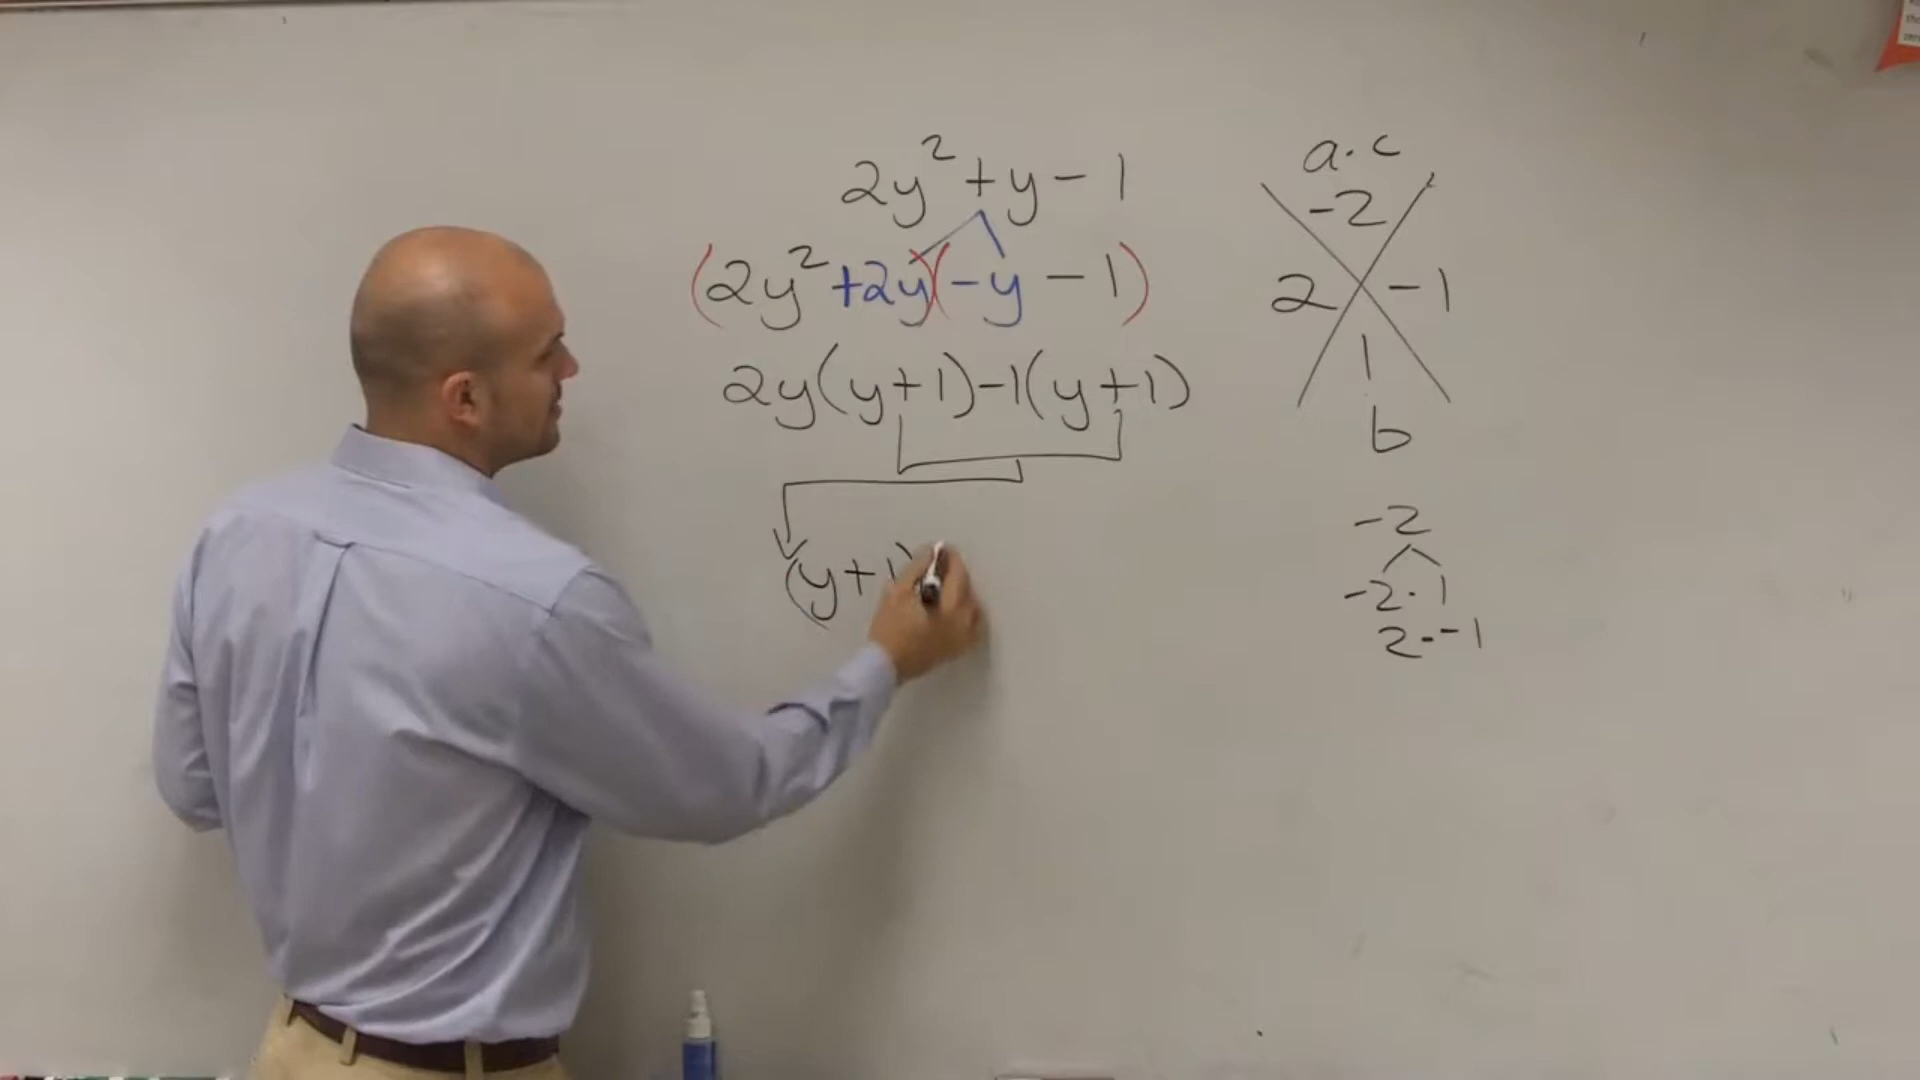 2y² + y - 1
(2y² + 2y)(- y - 1)
2y(y + 1) - 1(y + 1)
(y + 1)
a · c
-2
2 -1
1
b
-2
-2 · 1
2 · -1